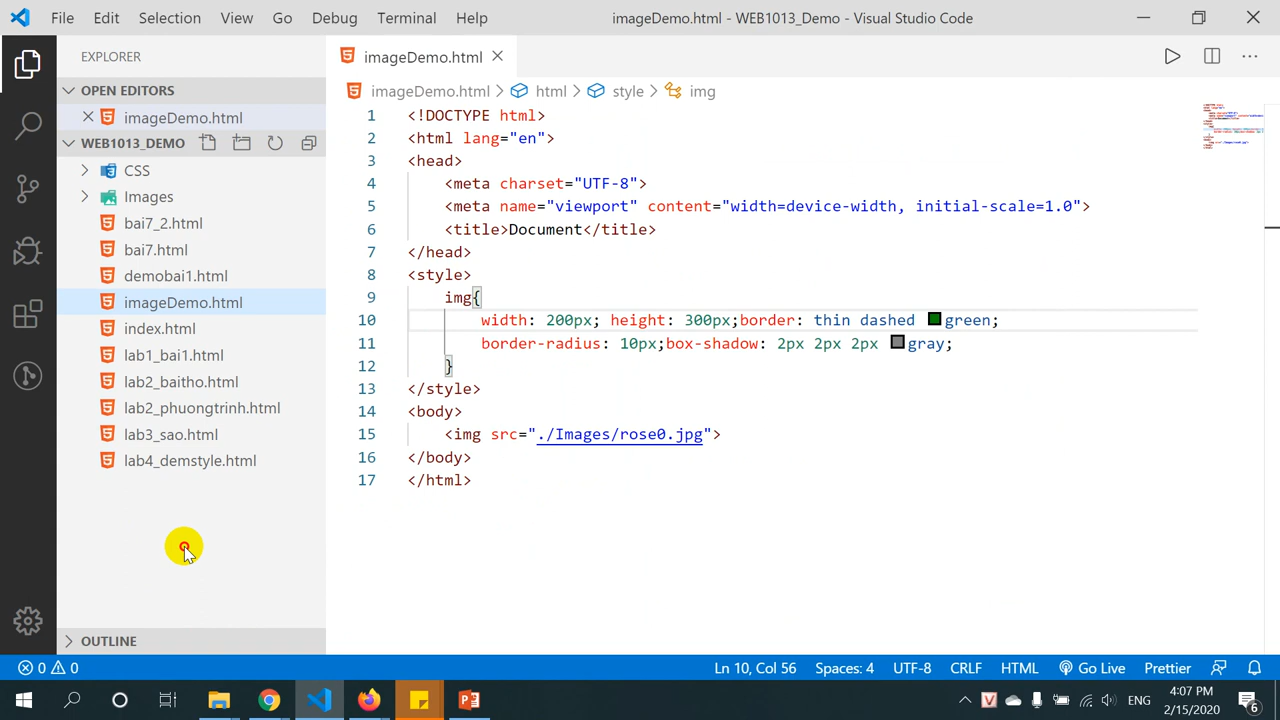 File Edit Selection View Go Debug Terminal Help
imageDemo.html - WEB1013_Demo - Visual Studio Code
EXPLORER
OPEN EDITORS
imageDemo.html
WEB1013_DEMO
CSS
Images
bai7_2.html
bai7.html
demobai1.html
imageDemo.html
index.html
lab1_bai1.html
lab2_baitho.html
lab2_phuongtrinh.html
lab3_sao.html
lab4_demstyle.html
OUTLINE
imageDemo.html
imageDemo.html > html > style > img
1 <!DOCTYPE html>
2 <html lang="en">
3 <head>
4 <meta charset="UTF-8">
5 <meta name="viewport" content="width=device-width, initial-scale=1.0">
6 <title>Document</title>
7 </head>
8 <style>
9 img{
10 width: 200px; height: 300px;border: thin dashed green;
11 border-radius: 10px;box-shadow: 2px 2px 2px gray;
12 }
13 </style>
14 <body>
15 <img src="./Images/rose0.jpg">
16 </body>
17 </html>
0 0
Ln 10, Col 56 Spaces: 4 UTF-8 CRLF HTML Go Live Prettier
ENG
4:07 PM
2/15/2020
6